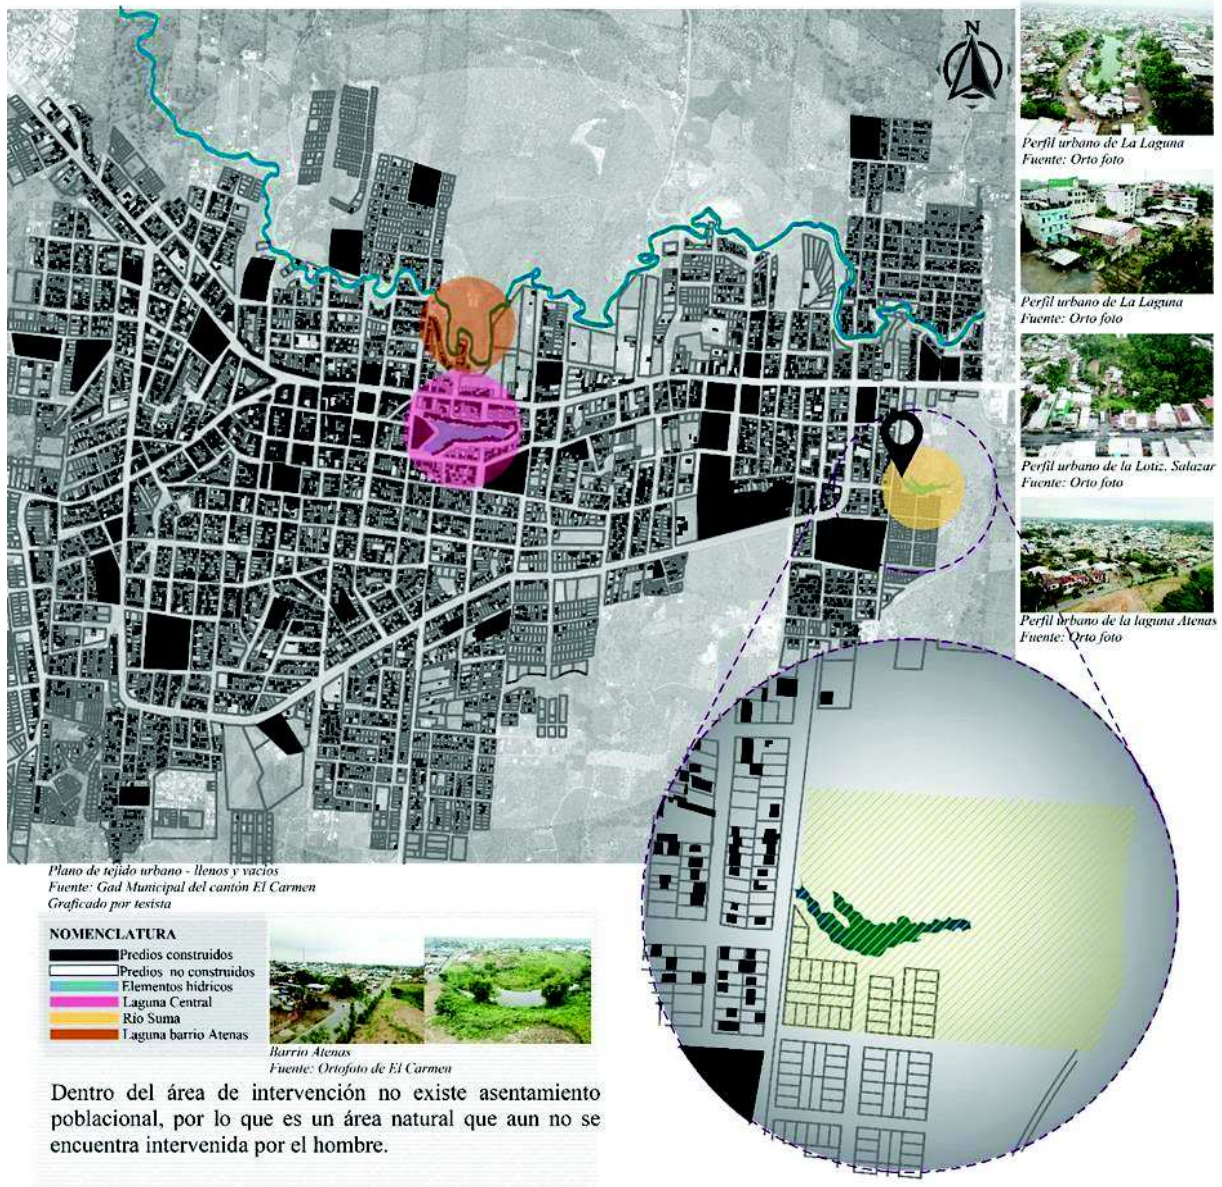 N
Perfil urbano de La Laguna
Fuente: Orto foto
Perfil urbano de La Laguna
Fuente: Orto foto
Perfil urbano de la Lotiz. Salazar
Fuente: Orto foto
Perfil urbano de la laguna Atenas
Fuente: Orto foto
Plano de tejido urbano - llenos y vacios
Fuente: Gad Municipal del cantón El Carmen
Graficado por tesista
NOMENCLATURA
Predios construidos
Predios no construidos
Elementos hídricos
Laguna Central
Río Suma
Laguna barrio Atenas
Barrio Atenas
Fuente: Ortofoto de El Carmen
Dentro del área de intervención no existe asentamiento
poblacional, por lo que es un área natural que aun no se
encuentra intervenida por el hombre.